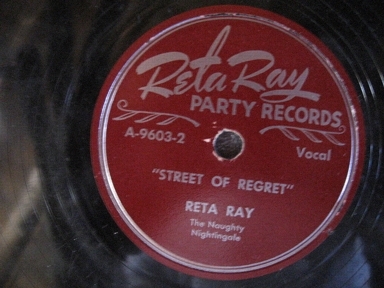 Reta Ray
PARTY RECORDS
A-9603-2
Vocal
"STREET OF REGRET"
RETA RAY
The Naughty
Nightingale